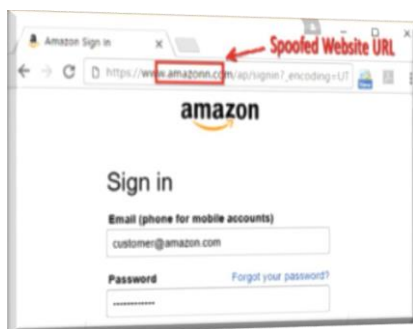 Amazon Sign in
Spoofed Website URL
https://www.amazonn.com/ap/signin?_encoding=UT
amazon
Sign in
Email (phone for mobile accounts)
customer@amazon.com
Password Forgot your password?